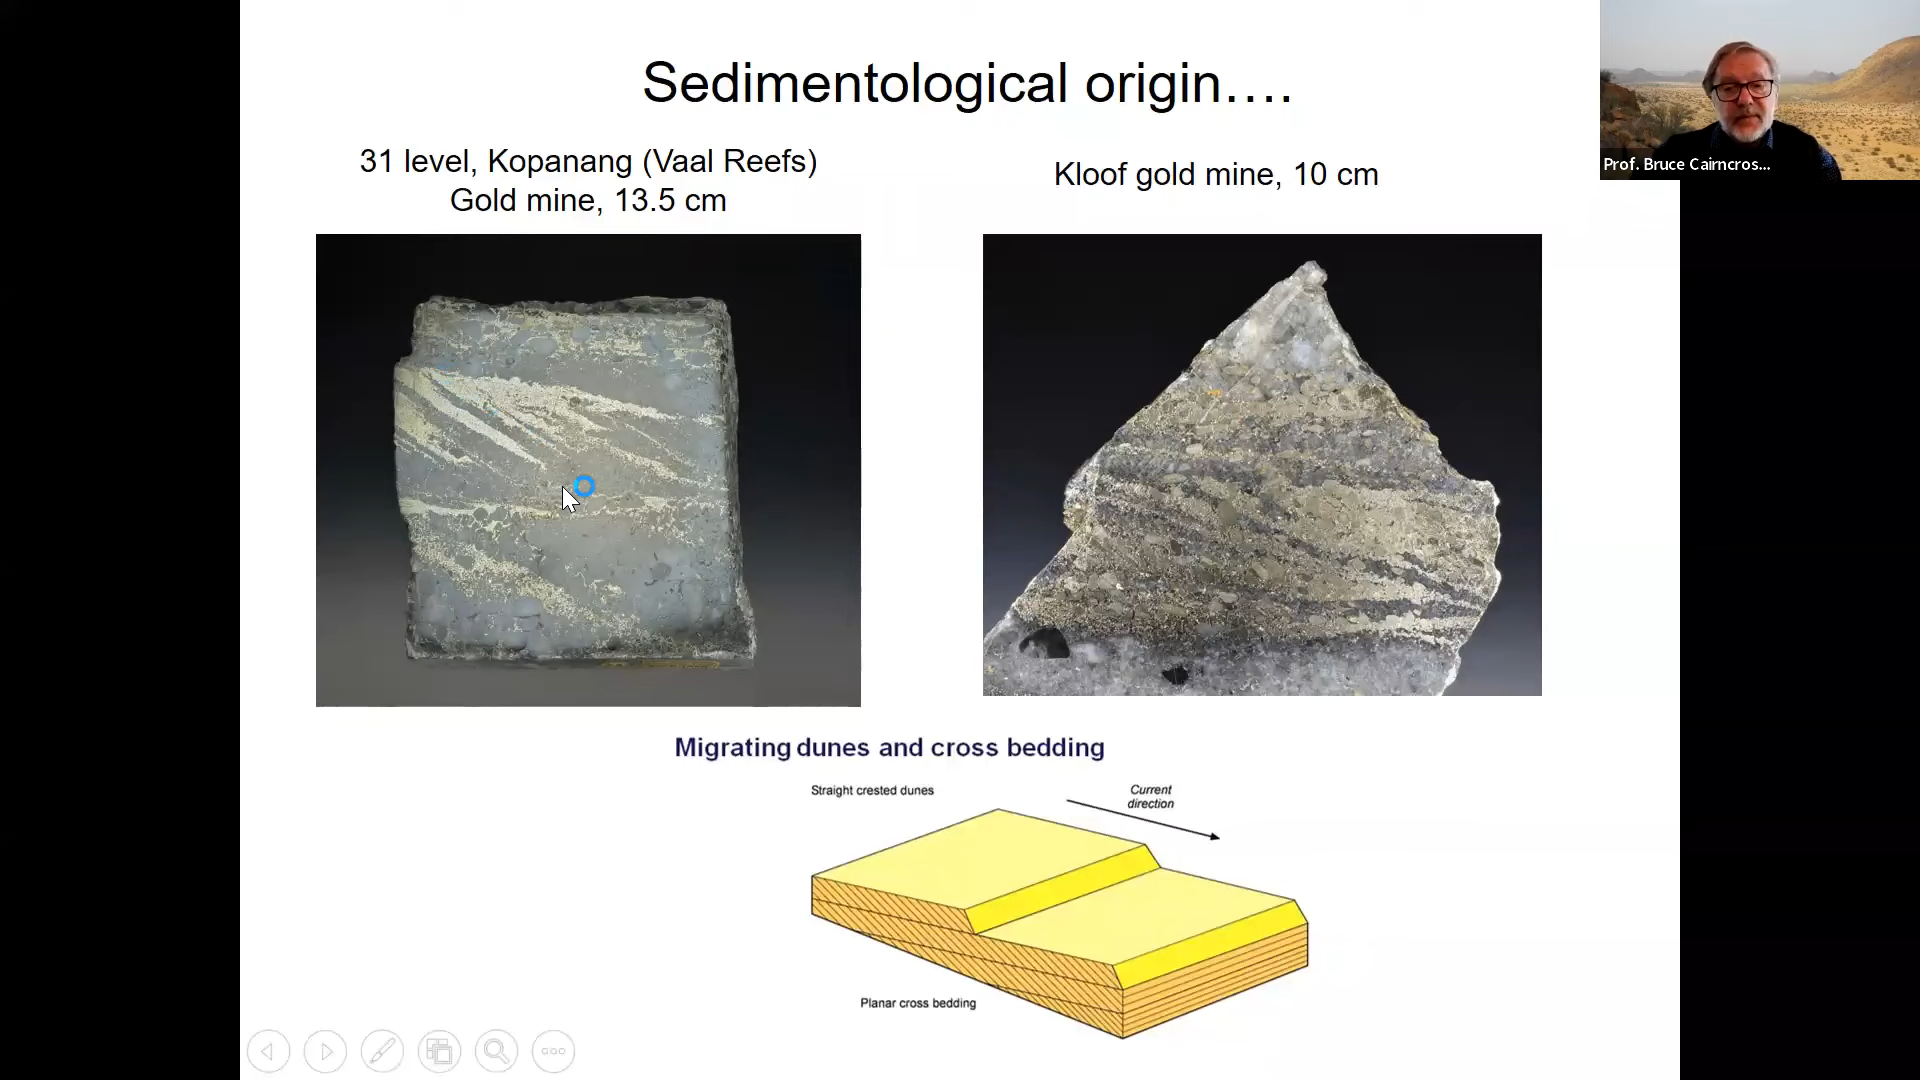 Sedimentological origin….
31 level, Kopanang (Vaal Reefs)
Gold mine, 13.5 cm
Kloof gold mine, 10 cm
Prof. Bruce Cairncros...
Migrating dunes and cross bedding
Straight crested dunes
Current
direction
Planar cross bedding